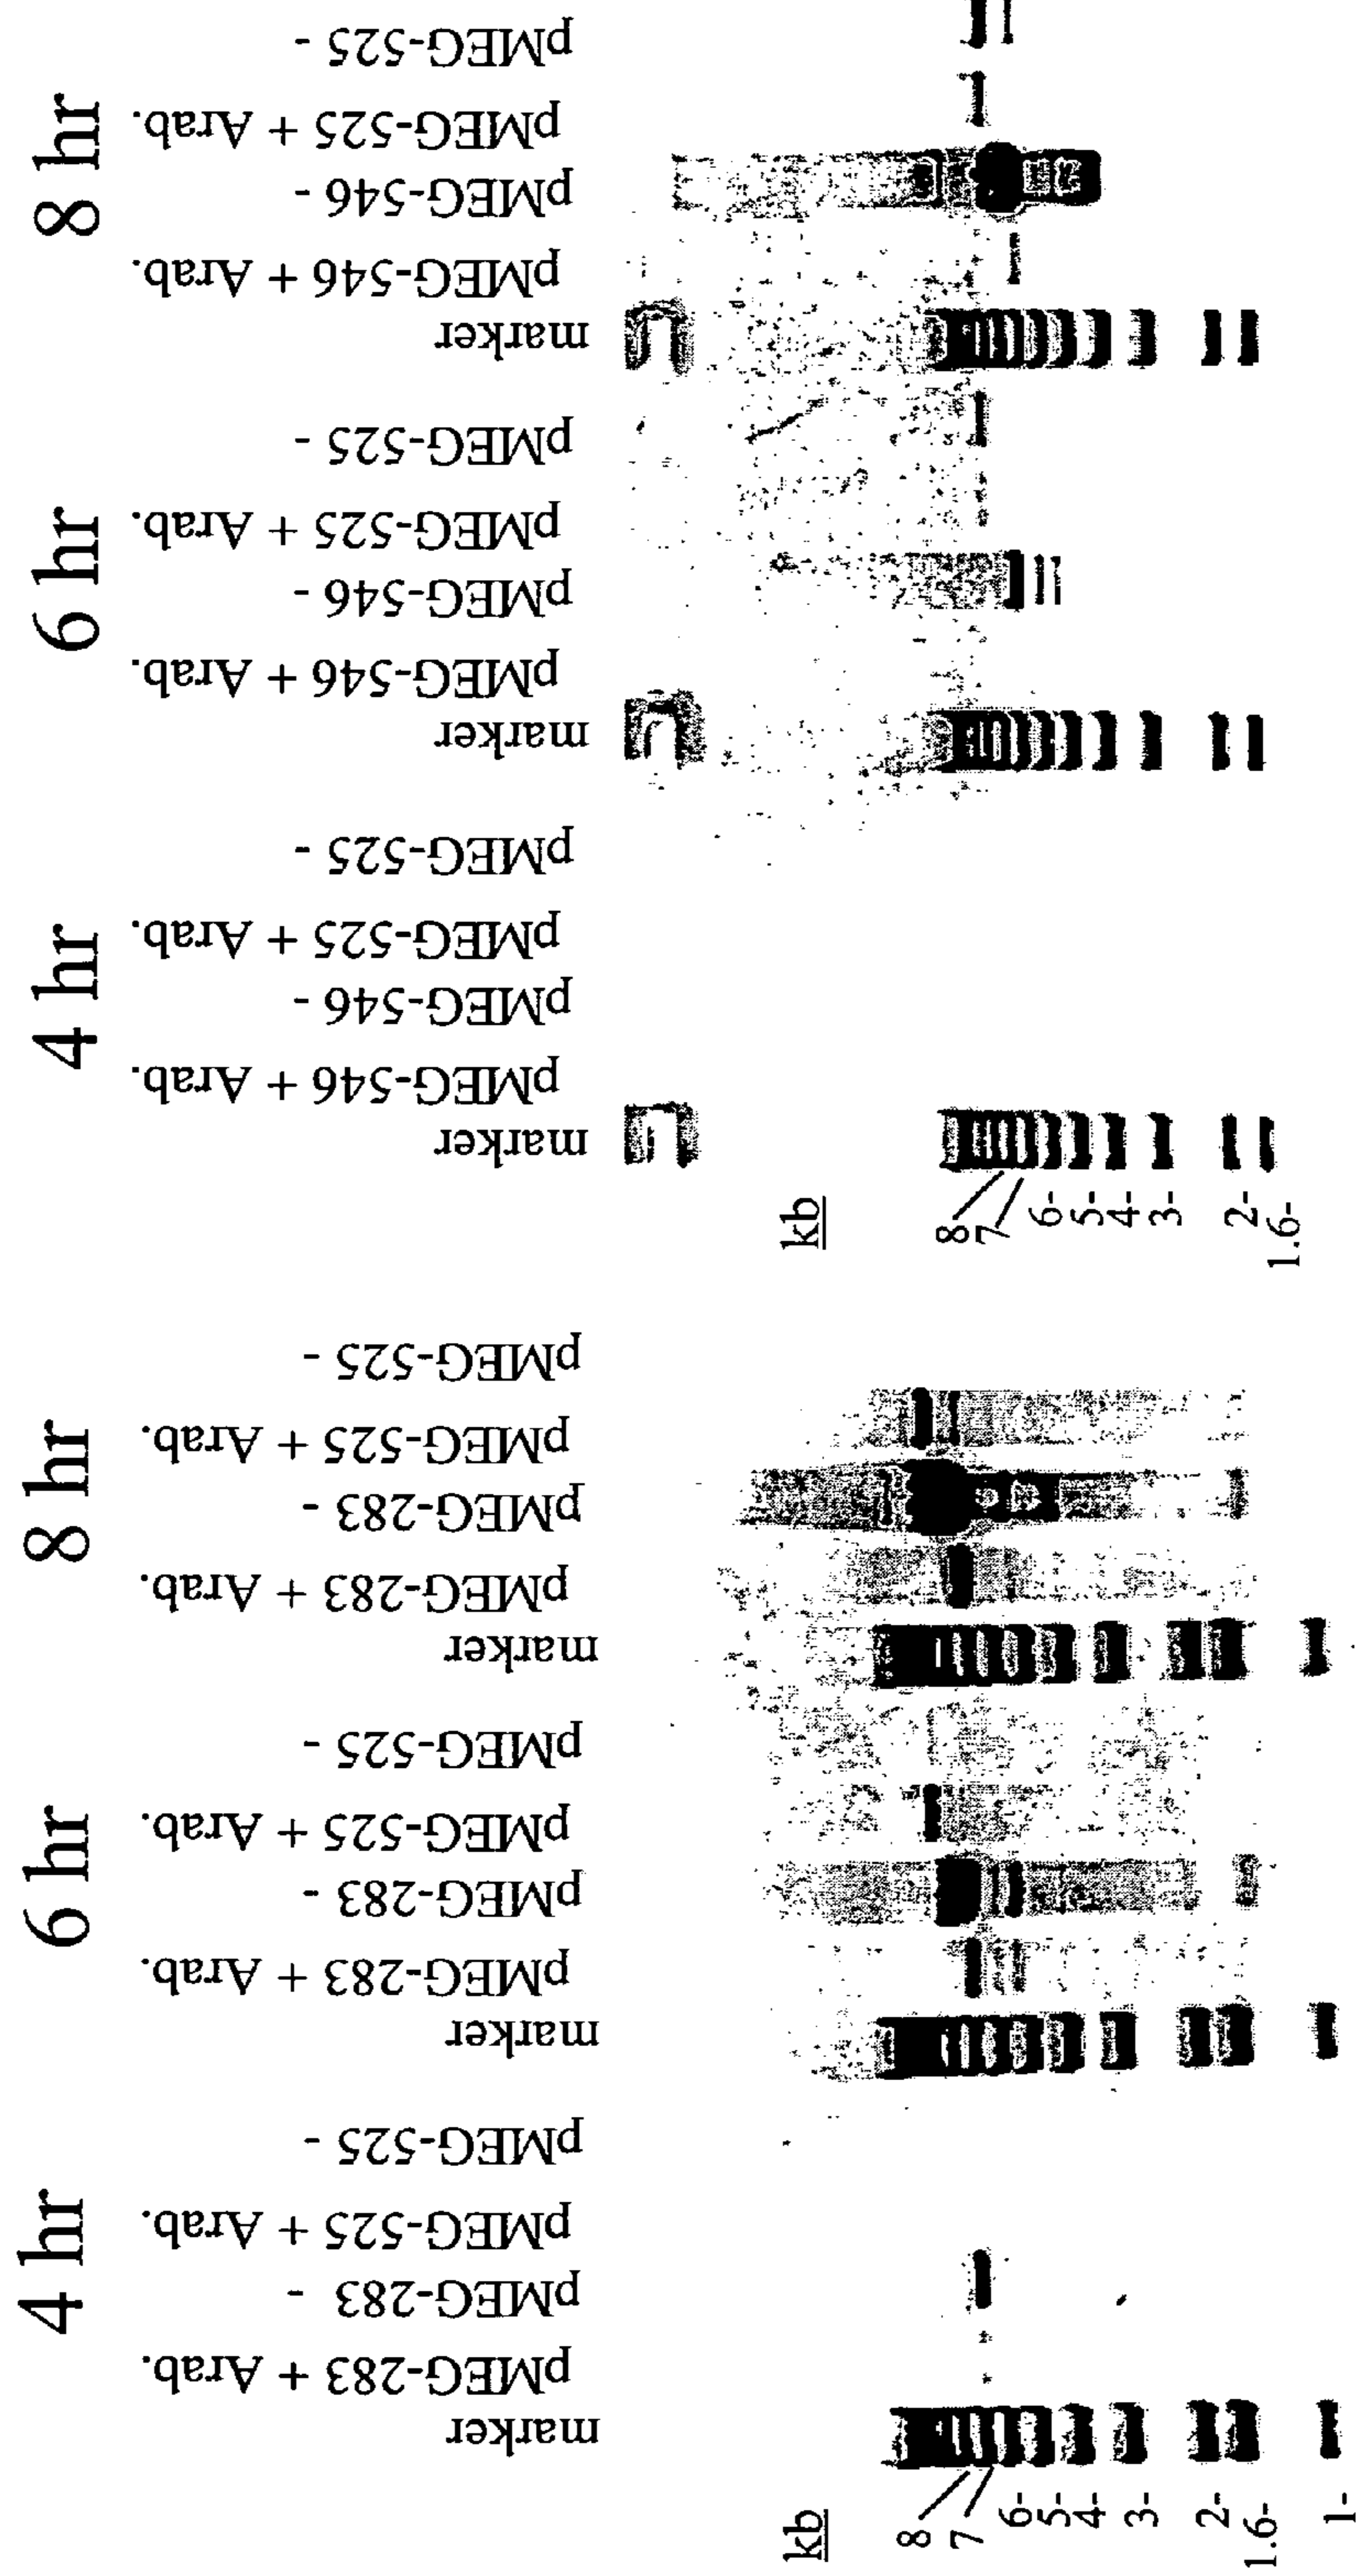 4 hr
marker
pMEG-283 + Arab.
pMEG-283 -
pMEG-525 + Arab.
pMEG-525 -
6 hr
marker
pMEG-283 + Arab.
pMEG-283 -
pMEG-525 + Arab.
pMEG-525 -
8 hr
marker
pMEG-283 + Arab.
pMEG-283 -
pMEG-525 + Arab.
pMEG-525 -
kb
8
7
6-
5-
4-
3-
2-
1.6-
1-
4 hr
marker
pMEG-546 + Arab.
pMEG-546 -
pMEG-525 + Arab.
pMEG-525 -
6 hr
marker
pMEG-546 + Arab.
pMEG-546 -
pMEG-525 + Arab.
pMEG-525 -
8 hr
marker
pMEG-546 + Arab.
pMEG-546 -
pMEG-525 + Arab.
pMEG-525 -
kb
8
7
6-
5-
4-
3-
2-
1.6-